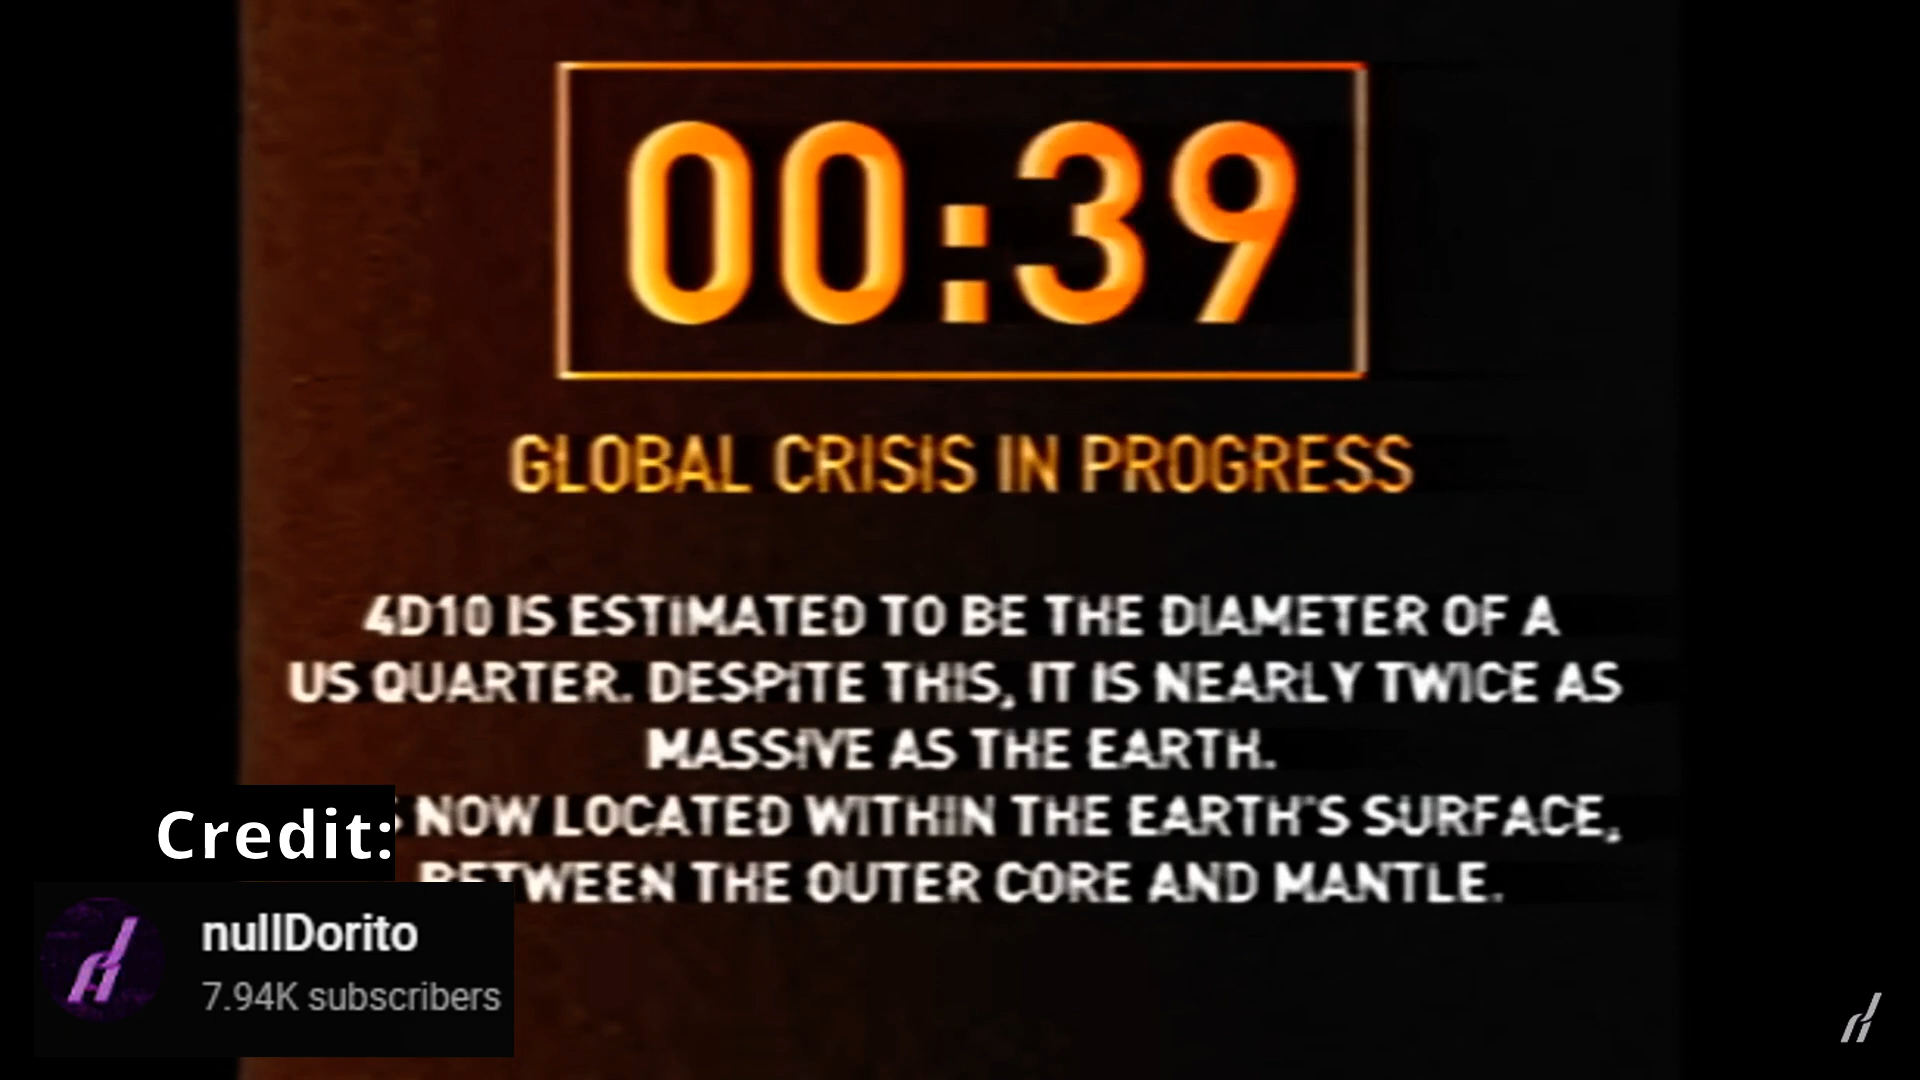 00:39
GLOBAL CRISIS IN PROGRESS
4D10 IS ESTIMATED TO BE THE DIAMETER OF A
US QUARTER. DESPITE THIS, IT IS NEARLY TWICE AS
MASSIVE AS THE EARTH.
NOW LOCATED WITHIN THE EARTH'S SURFACE,
BETWEEN THE OUTER CORE AND MANTLE.
Credit:
nullDorito
7.94K subscribers